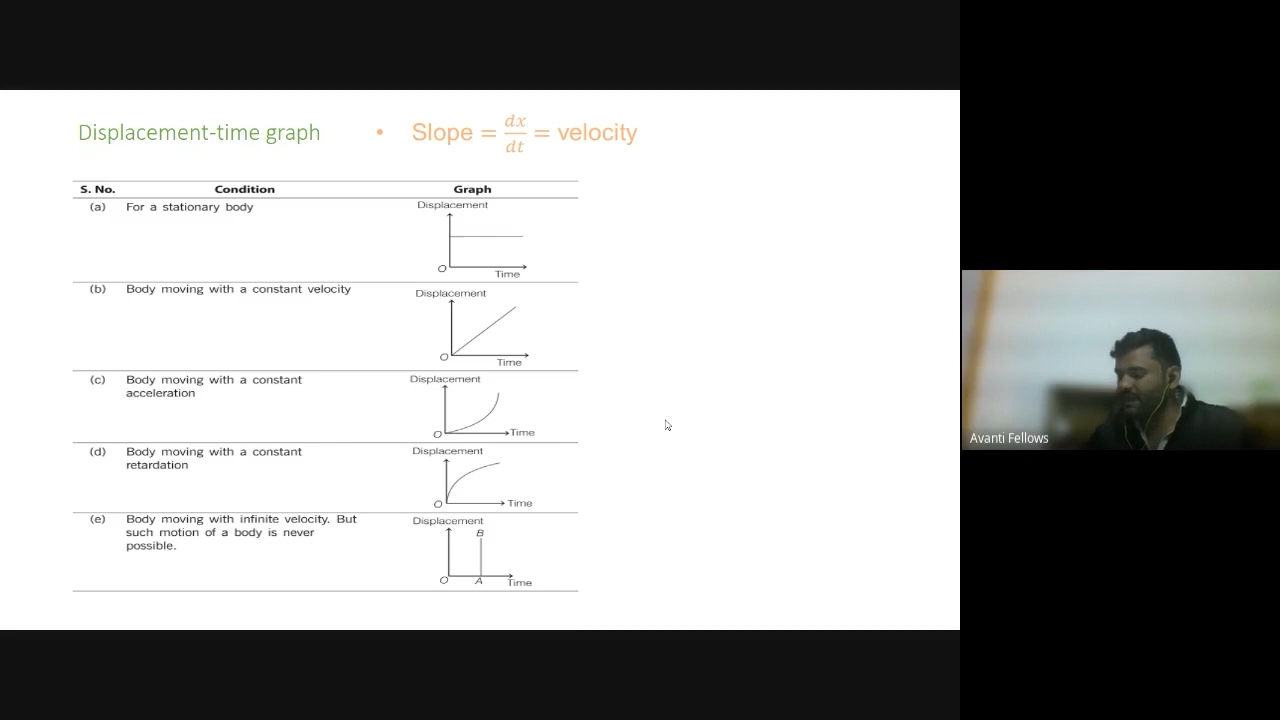 Displacement-time graph
• Slope = dx/dt = velocity
S. No. Condition Graph
(a) For a stationary body
Displacement
O
Time
(b) Body moving with a constant velocity
Displacement
O
Time
(c) Body moving with a constant
acceleration
Displacement
O
Time
(d) Body moving with a constant
retardation
Displacement
O
Time
(e) Body moving with infinite velocity. But
such motion of a body is never
possible.
Displacement
B
O
A
Time
Avanti Fellows